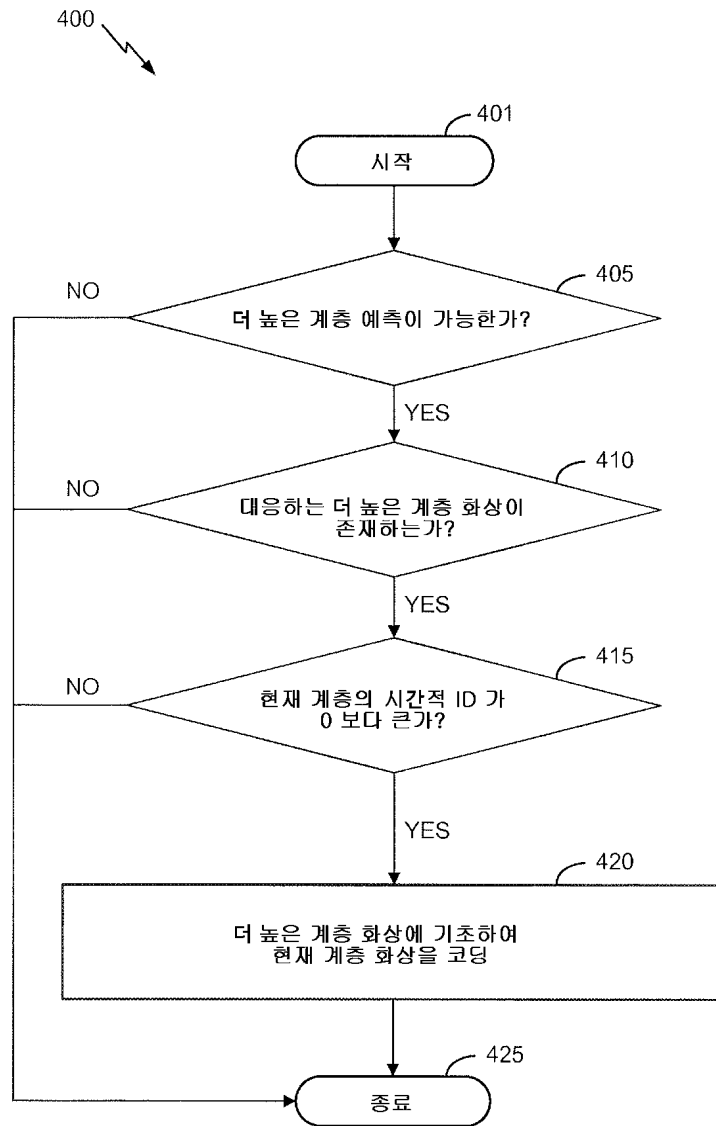 400
401
시작
405
NO
더 높은 계층 예측이 가능한가?
YES
410
NO
대응하는 더 높은 계층 화상이
존재하는가?
YES
415
NO
현재 계층의 시간적 ID 가
0 보다 큰가?
YES
420
더 높은 계층 화상에 기초하여
현재 계층 화상을 코딩
425
종료